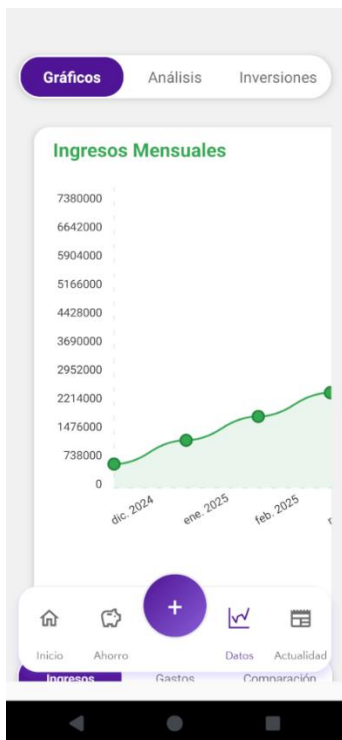 Gráficos Análisis Inversiones
Ingresos Mensuales
7380000
6642000
5904000
5166000
4428000
3690000
2952000
2214000
1476000
738000
0
dic. 2024 ene. 2025 feb. 2025
+
Inicio Ahorro Datos Actualidad
Ingresos Gastos Comparación